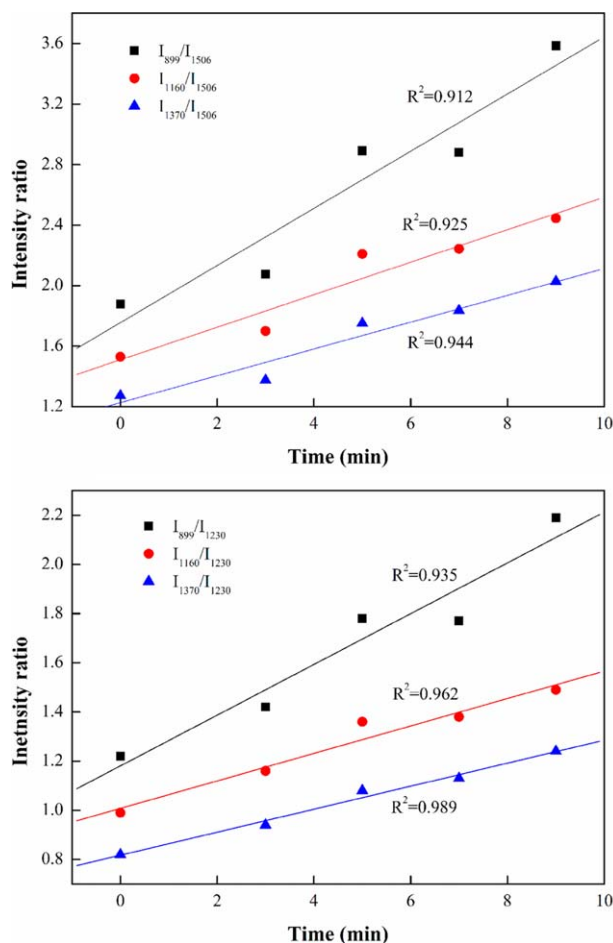 3.6
3.2
2.8
2.4
2.0
1.6
1.2
Intensity ratio
I899/I1506
I1160/I1506
I1370/I1506
R²=0.912
R²=0.925
R²=0.944
0 2 4 6 8 10
Time (min)
2.2
2.0
1.8
1.6
1.4
1.2
1.0
0.8
Inetnsity ratio
I899/I1230
I1160/I1230
I1370/I1230
R²=0.935
R²=0.962
R²=0.989
0 2 4 6 8 10
Time (min)